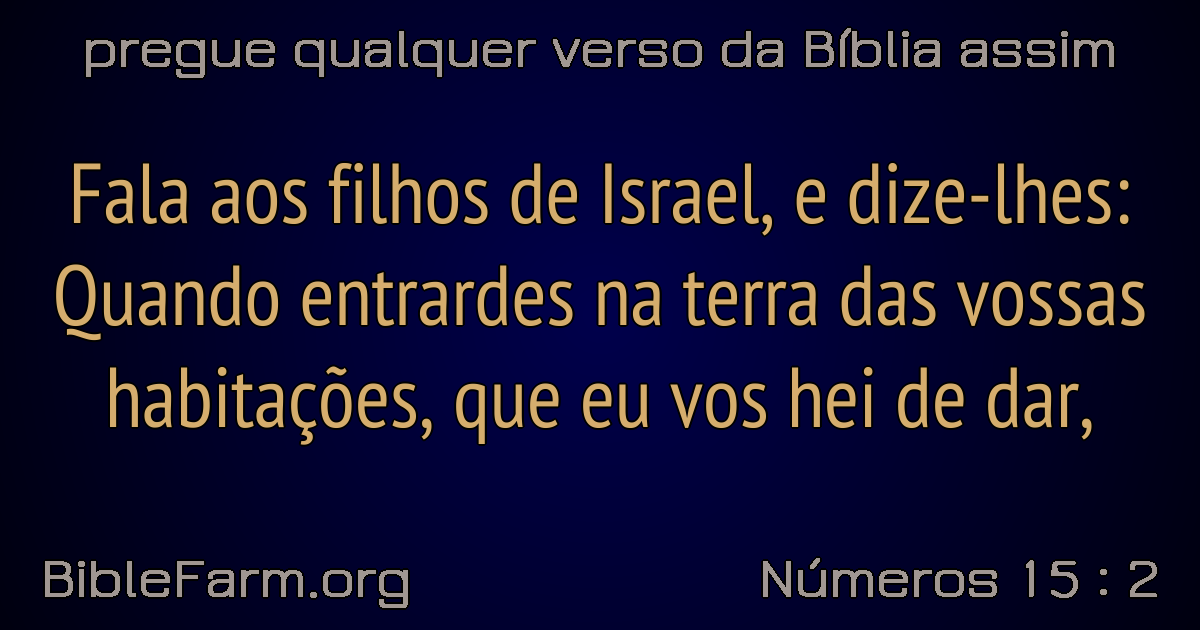 pregue qualquer verso da Bíblia assim
Fala aos filhos de Israel, e dize-lhes:
Quando entrardes na terra das vossas
habitações, que eu vos hei de dar,
BibleFarm.org
Números 15 : 2